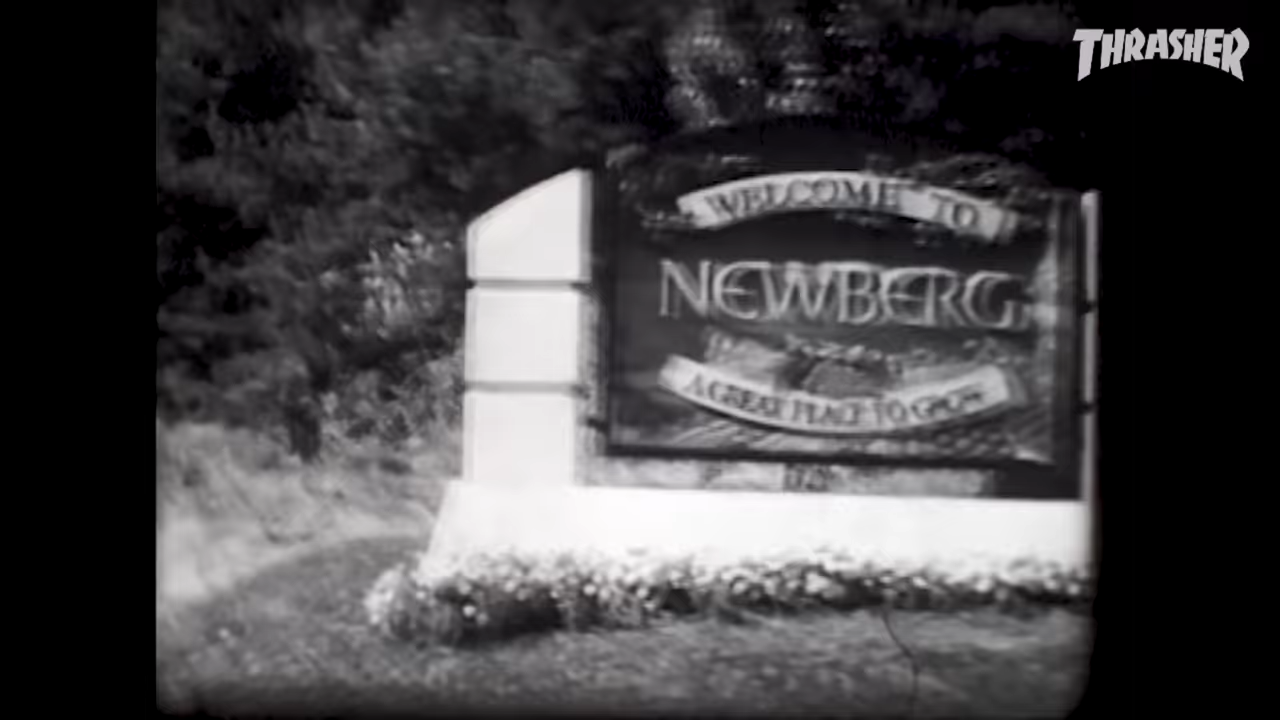 THRASHER
WELCOME TO
NEWBERG
A GREAT PLACE TO GROW